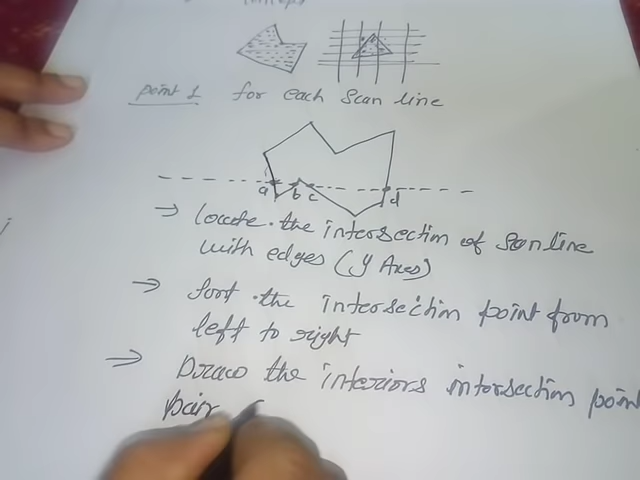 point 1 for each scan line
a b c d
→ locate the intersection of scanline
with edges (y Axes)
→ sort the intersection point from
left to right
⇒ Draw the interiors intersection point
pair